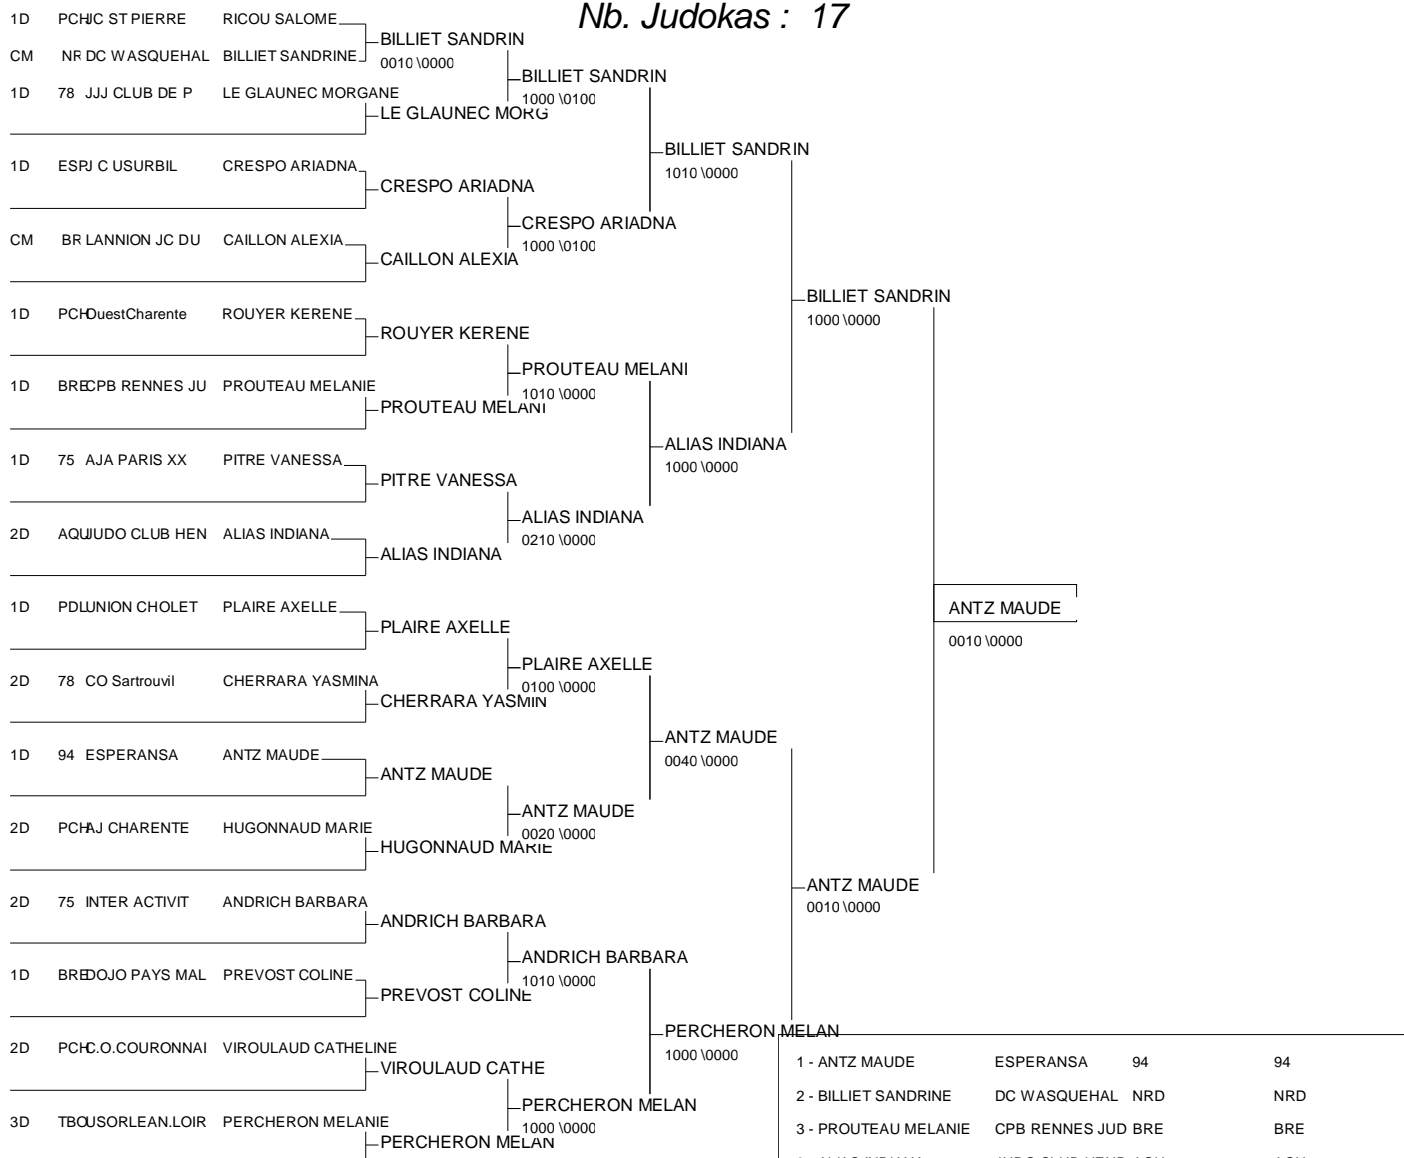 Nb. Judokas : 17
1D PCH JC ST PIERRE RICOU SALOME
BILLIET SANDRIN
CM NR DC WASQUEHAL BILLIET SANDRINE
0010 \0000
BILLIET SANDRIN
1D 78 JJJ CLUB DE P LE GLAUNEC MORGANE
1000 \0100
LE GLAUNEC MORG
BILLIET SANDRIN
1D ESP J C USURBIL CRESPO ARIADNA
1010 \0000
CRESPO ARIADNA
CRESPO ARIADNA
CM BR LANNION JC DU CAILLON ALEXIA
1000 \0100
CAILLON ALEXIA
BILLIET SANDRIN
1D PCH OuestCharente ROUYER KERENE
1000 \0000
ROUYER KERENE
PROUTEAU MELANI
1D BRE CPB RENNES JU PROUTEAU MELANIE
1010 \0000
PROUTEAU MELANI
ALIAS INDIANA
1D 75 AJA PARIS XX PITRE VANESSA
1000 \0000
PITRE VANESSA
ALIAS INDIANA
2D AQU JUDO CLUB HEN ALIAS INDIANA
0210 \0000
ALIAS INDIANA
1D PDL UNION CHOLET PLAIRE AXELLE
ANTZ MAUDE
PLAIRE AXELLE
0010 \0000
PLAIRE AXELLE
2D 78 CO Sartrouvil CHERRARA YASMINA
0100 \0000
CHERRARA YASMIN
ANTZ MAUDE
1D 94 ESPERANSA ANTZ MAUDE
0040 \0000
ANTZ MAUDE
ANTZ MAUDE
2D PCH AJ CHARENTE HUGONNAUD MARIE
0020 \0000
HUGONNAUD MARIE
ANTZ MAUDE
2D 75 INTER ACTIVIT ANDRICH BARBARA
0010 \0000
ANDRICH BARBARA
ANDRICH BARBARA
1D BRE DOJO PAYS MAL PREVOST COLINE
1010 \0000
PREVOST COLINE
PERCHERON MELAN
2D PCH C.O.COURONNAI VIROULAUD CATHELINE
1000 \0000
VIROULAUD CATHE
PERCHERON MELAN
3D TBO USORLEAN.LOIR PERCHERON MELANIE
1000 \0000
PERCHERON MELAN
1 - ANTZ MAUDE ESPERANSA 94 94
2 - BILLIET SANDRINE DC WASQUEHAL NRD NRD
3 - PROUTEAU MELANIE CPB RENNES JUD BRE BRE